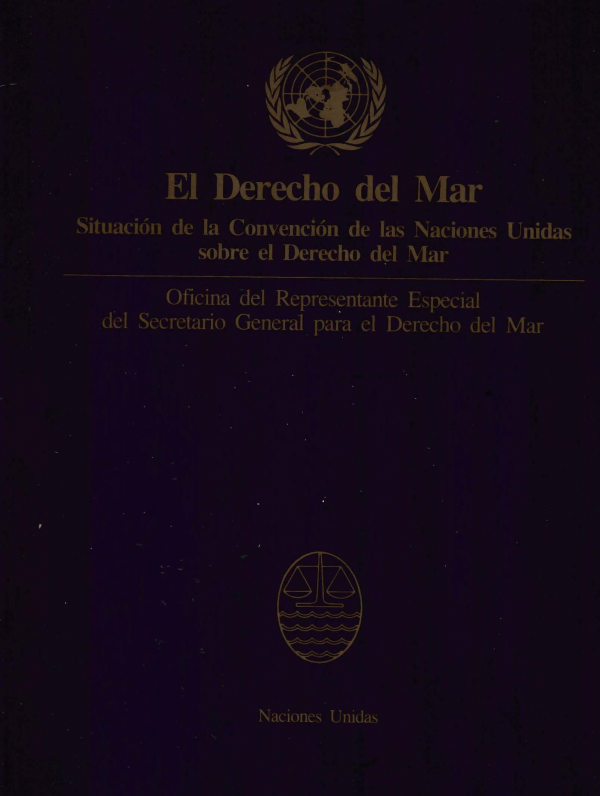 El Derecho del Mar
Situación de la Convención de las Naciones Unidas
sobre el Derecho del Mar
Oficina del Representante Especial
del Secretario General para el Derecho del Mar
Naciones Unidas